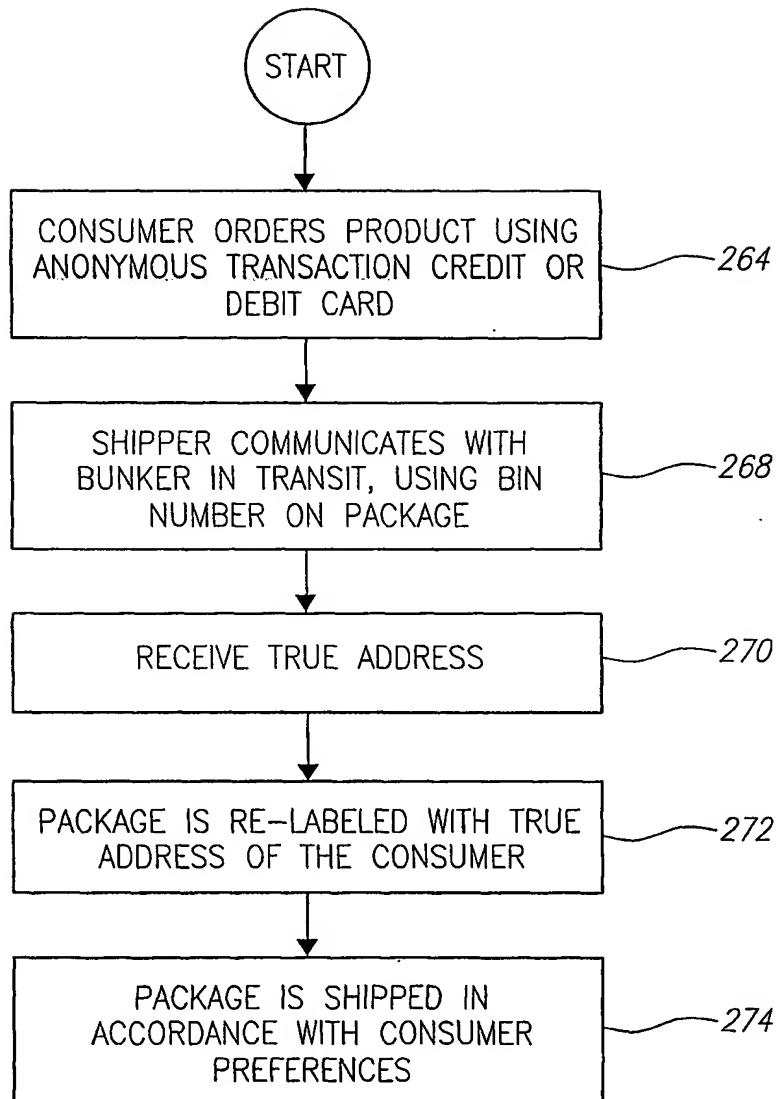 START
CONSUMER ORDERS PRODUCT USING
ANONYMOUS TRANSACTION CREDIT OR
DEBIT CARD
264
SHIPPER COMMUNICATES WITH
BUNKER IN TRANSIT, USING BIN
NUMBER ON PACKAGE
268
RECEIVE TRUE ADDRESS
270
PACKAGE IS RE-LABELED WITH TRUE
ADDRESS OF THE CONSUMER
272
PACKAGE IS SHIPPED IN
ACCORDANCE WITH CONSUMER
PREFERENCES
274